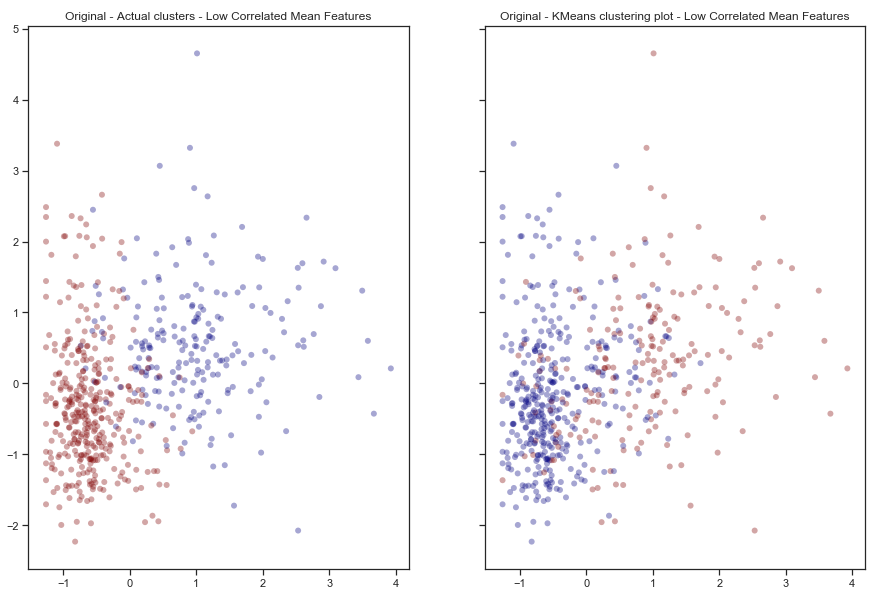 Original - Actual clusters - Low Correlated Mean Features
Original - KMeans clustering plot - Low Correlated Mean Features
5
4
3
2
1
0
−1
−2
−1 0 1 2 3 4
−1 0 1 2 3 4